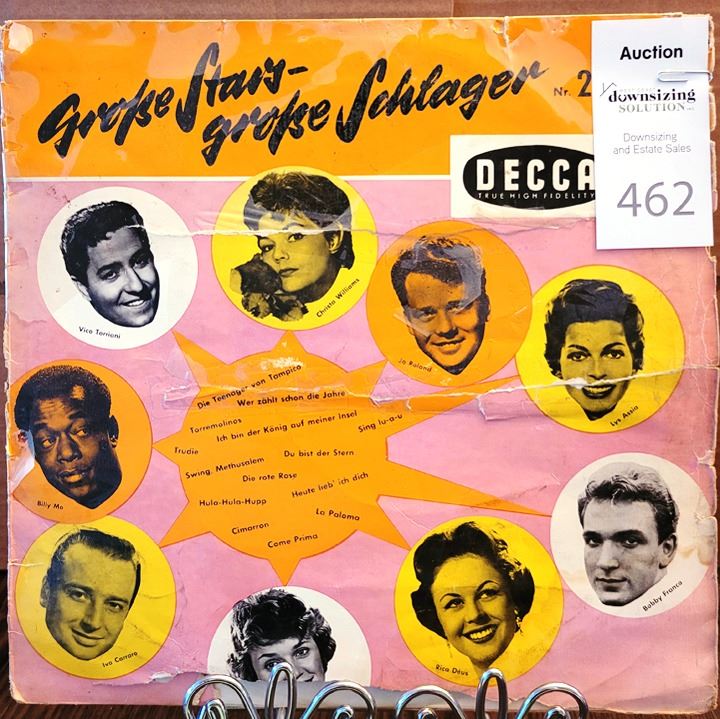 Große Stars-
große Schlager
Nr. 2
DECCA
TRUE HIGH FIDELITY
Auction
downsizing
SOLUTION
Downsizing
and Estate Sales
462
Vico Torriani
Christa Williams
Jo Roland
Lys Assia
Billy Mo
Die Teenager von Tampico
Wer zählt schon die Jahre
Torremolinos
Ich bin der König auf meiner Insel
Sing lu-a-u
Trudie
Swing, Methusalem
Du bist der Stern
Die rote Rose
Heute lieb' ich dich
Hula-Hula-Hupp
La Paloma
Cimarron
Come Prima
Bobby Franco
Ivo Carraro
Rica Déus